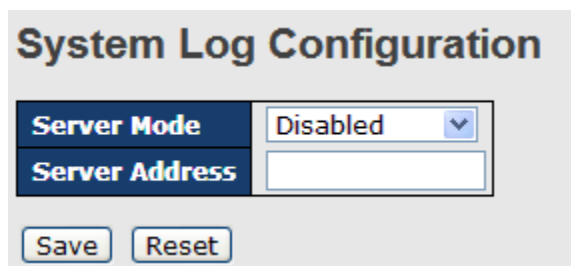 System Log Configuration
Server Mode Disabled
Server Address
Save Reset